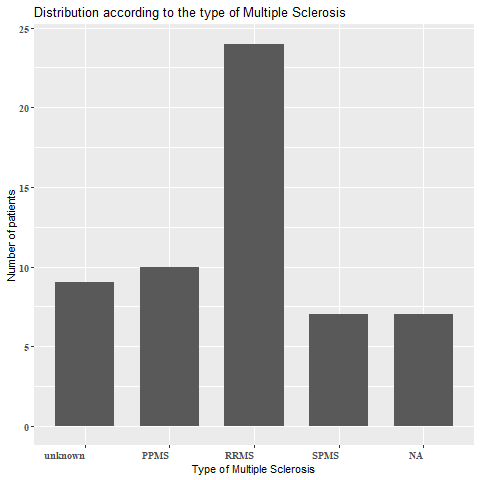 Distribution according to the type of Multiple Sclerosis
Number of patients
25
20
15
10
5
0
unknown PPMS RRMS SPMS NA
Type of Multiple Sclerosis